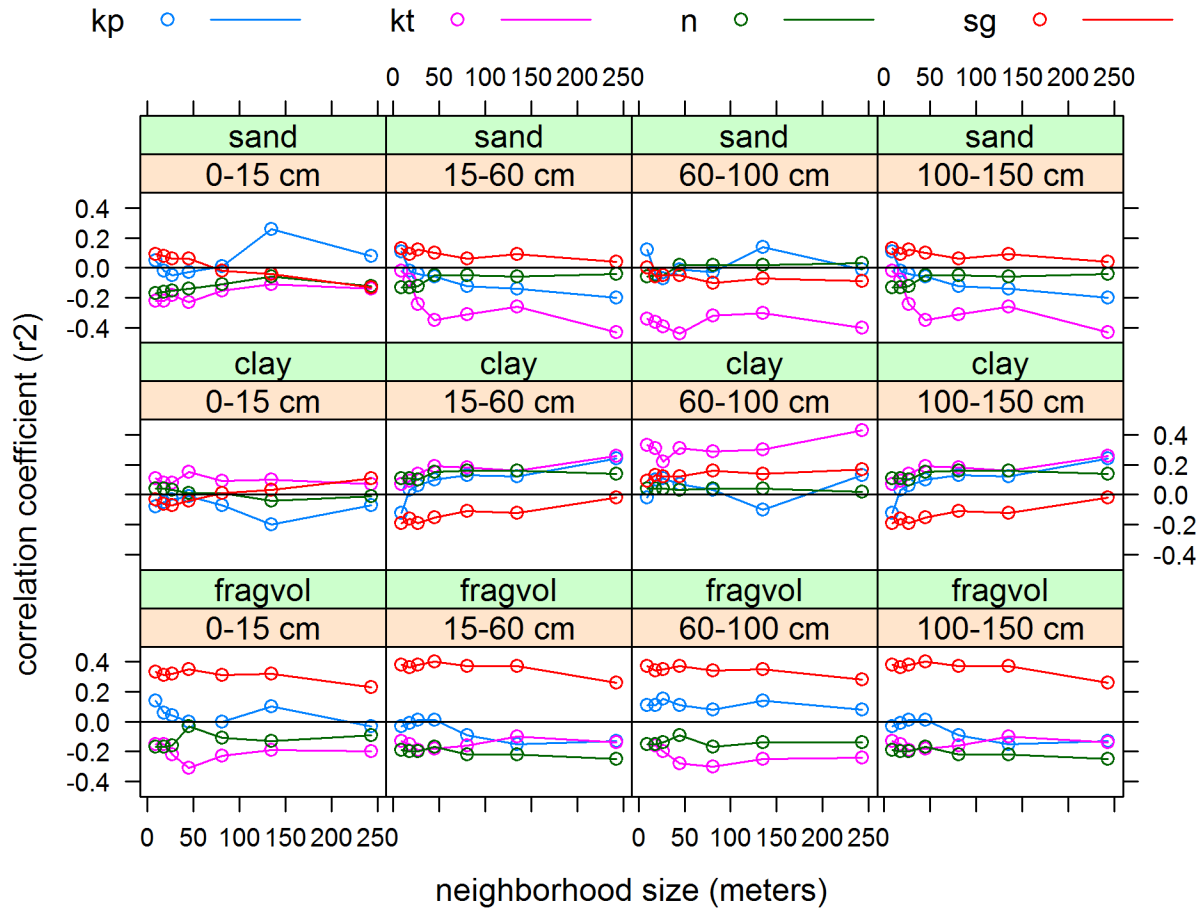 kp kt n sg
0 50 100 150 200 250 0 50 100 150 200 250
sand sand sand sand
0-15 cm 15-60 cm 60-100 cm 100-150 cm
0.4
0.2
0.0
-0.2
-0.4
clay clay clay clay
0-15 cm 15-60 cm 60-100 cm 100-150 cm
0.4
0.2
0.0
-0.2
-0.4
fragvol fragvol fragvol fragvol
0-15 cm 15-60 cm 60-100 cm 100-150 cm
0.4
0.2
0.0
-0.2
-0.4
0 50 100 150 200 250 0 50 100 150 200 250
correlation coefficient (r2)
neighborhood size (meters)